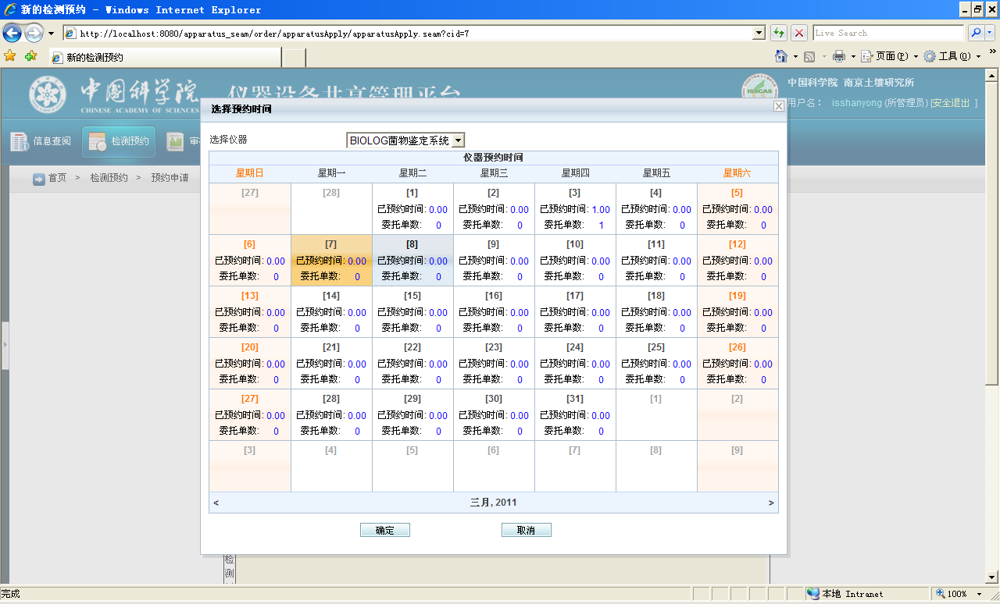 新的检测预约 - Windows Internet Explorer
http://localhost:8080/apparatus_seam/order/apparatusApply/apparatusApply.seam?cid=7
Live Search
新的检测预约
页面(P)
工具(O)
»
中国科学院
CHINESE ACADEMY OF SCIENCES
仪器设备共享管理平台
ISSCAS
中国科学院 南京土壤研究所
用户名： isshanyong (所管理员) [安全退出 ]
信息查阅
检测预约
首页 > 检测预约 > 预约申请
选择预约时间
选择仪器
BIOLOG菌物鉴定系统
仪器预约时间
星期日 星期一 星期二 星期三 星期四 星期五 星期六
[27] [28] [1] [2] [3] [4] [5]
已预约时间: 0.00 已预约时间: 0.00 已预约时间: 1.00 已预约时间: 0.00 已预约时间: 0.00
委托单数: 0 委托单数: 0 委托单数: 1 委托单数: 0 委托单数: 0
[6] [7] [8] [9] [10] [11] [12]
已预约时间: 0.00 已预约时间: 0.00 已预约时间: 0.00 已预约时间: 0.00 已预约时间: 0.00 已预约时间: 0.00 已预约时间: 0.00
委托单数: 0 委托单数: 0 委托单数: 0 委托单数: 0 委托单数: 0 委托单数: 0 委托单数: 0
[13] [14] [15] [16] [17] [18] [19]
已预约时间: 0.00 已预约时间: 0.00 已预约时间: 0.00 已预约时间: 0.00 已预约时间: 0.00 已预约时间: 0.00 已预约时间: 0.00
委托单数: 0 委托单数: 0 委托单数: 0 委托单数: 0 委托单数: 0 委托单数: 0 委托单数: 0
[20] [21] [22] [23] [24] [25] [26]
已预约时间: 0.00 已预约时间: 0.00 已预约时间: 0.00 已预约时间: 0.00 已预约时间: 0.00 已预约时间: 0.00 已预约时间: 0.00
委托单数: 0 委托单数: 0 委托单数: 0 委托单数: 0 委托单数: 0 委托单数: 0 委托单数: 0
[27] [28] [29] [30] [31] [1] [2]
已预约时间: 0.00 已预约时间: 0.00 已预约时间: 0.00 已预约时间: 0.00 已预约时间: 0.00
委托单数: 0 委托单数: 0 委托单数: 0 委托单数: 0 委托单数: 0
[3] [4] [5] [6] [7] [8] [9]
< 三月, 2011 >
确定 取消
检
测
完成
本地 Intranet
100%